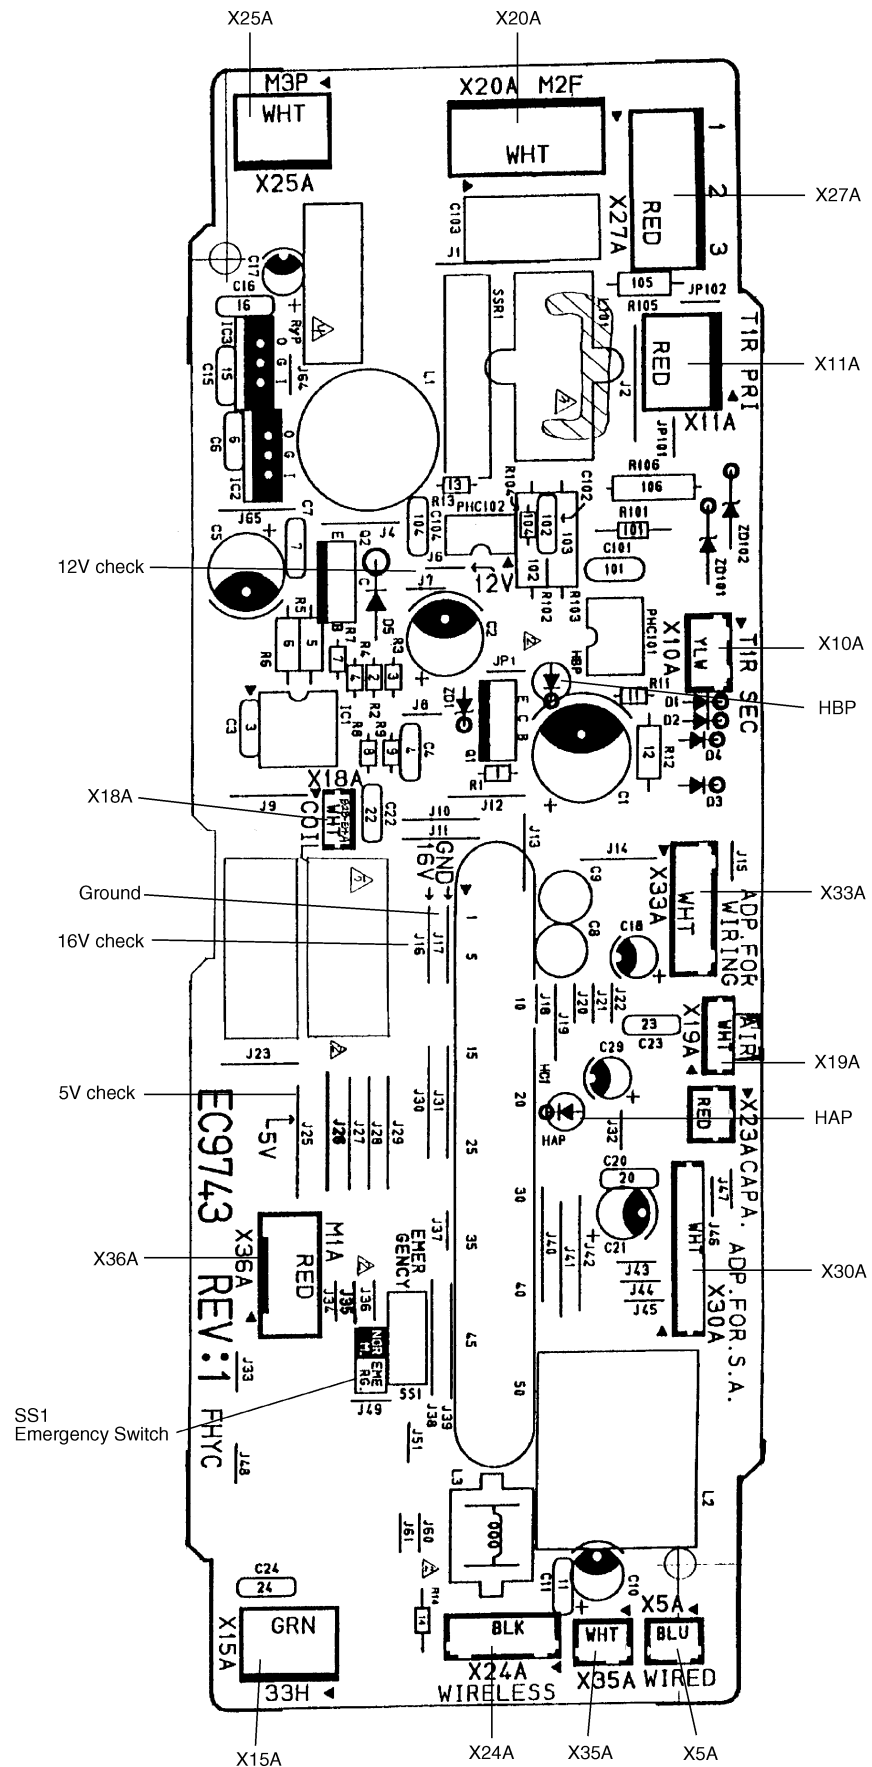 X25A
X20A
M3P
WHT
X25A
X20A M2F
WHT
X27A
RED
1
2
3
X27A
C103
J1
C17
C16
16
RyP
IC3
O G I
J64
C15
15
C6
6
O G I
IC2
J65
L1
SSR1
105
R105
JP102
T1R PRI
RED
X11A
X11A
J2
JP101
13
R13
R104
C102
R106
106
PHC102
104
102
103
R101
101
C101
101
ZD102
ZD101
C104
104
J4
C7
7
C5
E
Q2
C
B
J6
12V check
12V
J7
102
R102
R103
D5
C2
PHC101
X10A
YLW
X10A
T1R SEC
R5
R6
6
5
R7
7
R4
4
R3
2
3
R2
JP1
HBP
HBP
R11
11
D1
D2
D4
D3
ZD1
E C B
Q1
C3
3
IC1
R8
8
R9
9
J8
C4
4
R1
1
C1
12
R12
X18A
X18A
J9
COIL
WHT
22
C22
J10
J11
J12
J13
J14
J15
GND
16V
X33A
WHT
X33A
ADP.FOR
WIRING
Ground
16V check
J16
J17
1
5
C9
C8
C18
10
J18
J19
J20
J21
J22
23
C23
X19A
WHT
AIR
X19A
J23
15
J30
J31
HC1
C29
20
HAP
HAP
J32
RED
X23A
CAPA.
5V check
5V
J25
J26
J27
J28
J29
25
C20
20
30
C21
J47
J46
WHT
X30A
ADP.FOR.S.A.
X30A
EC9743 REV:1
FHYC
X36A
X36A
RED
M1A
J34
J35
J36
EMER
GENCY
J37
35
J40
J41
J42
J43
J44
J45
40
NOR
M.
EME
RG.
SS1
45
J33
J49
J38
J39
50
SS1
Emergency Switch
J51
J48
L3
L2
J61
J60
C24
24
R14
14
C11
11
C10
X15A
GRN
33H
BLK
X24A
WIRELESS
WHT
X35A
X5A
BLU
WIRED
X15A
X24A
X35A
X5A